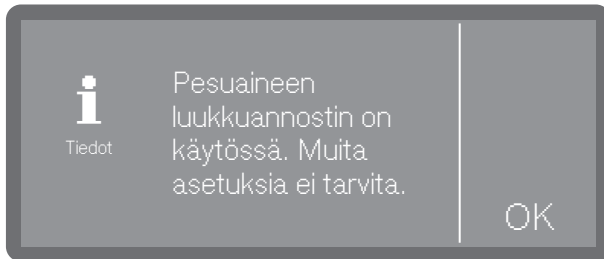 Tiedot
Pesuaineen
luukkuannostin on
käytössä. Muita
asetuksia ei tarvita.
OK